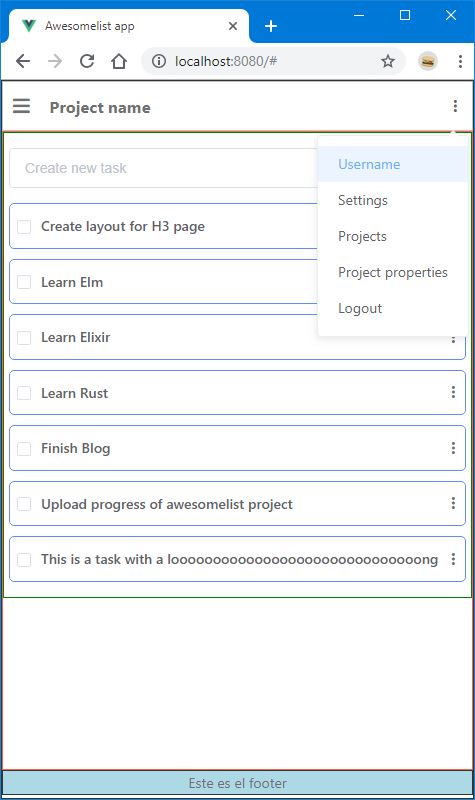 Awesomelist app
localhost:8080/#
Project name
Create new task
Username
Settings
Projects
Project properties
Logout
Create layout for H3 page
Learn Elm
Learn Elixir
Learn Rust
Finish Blog
Upload progress of awesomelist project
This is a task with a looooooooooooooooooooooooooooooong
Este es el footer